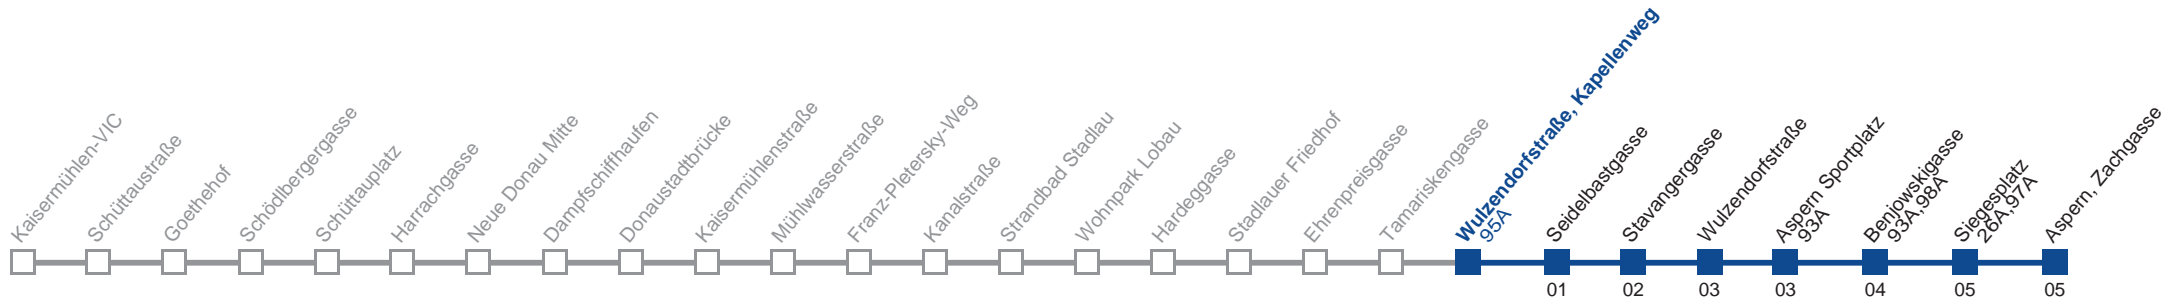 Kaisermühlen-VIC
Schüttaustraße
Goethehof
Schödlbergergasse
Schüttauplatz
Harrachgasse
Neue Donau Mitte
Dampfschiffhaufen
Donaustadtbrücke
Kaisermühlenstraße
Mühlwasserstraße
Franz-Pletersky-Weg
Kanalstraße
Strandbad Stadlau
Wohnpark Lobau
Hardeggasse
Stadlauer Friedhof
Ehrenpreisgasse
Tamariskengasse
Wulzendorfstraße, Kapellenweg
95A
Seidelbastgasse
01
Stavangergasse
02
Wulzendorfstraße
03
Aspern Sportplatz
93A
03
Benjowskigasse
93A,98A
04
Siegesplatz
26A,97A
05
Aspern, Zachgasse
05